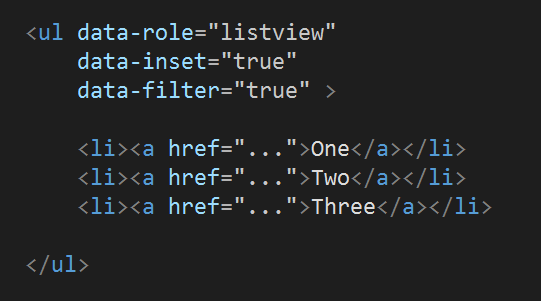 <ul data-role="listview"
data-inset="true"
data-filter="true" >
<li><a href="...">One</a></li>
<li><a href="...">Two</a></li>
<li><a href="...">Three</a></li>
</ul>